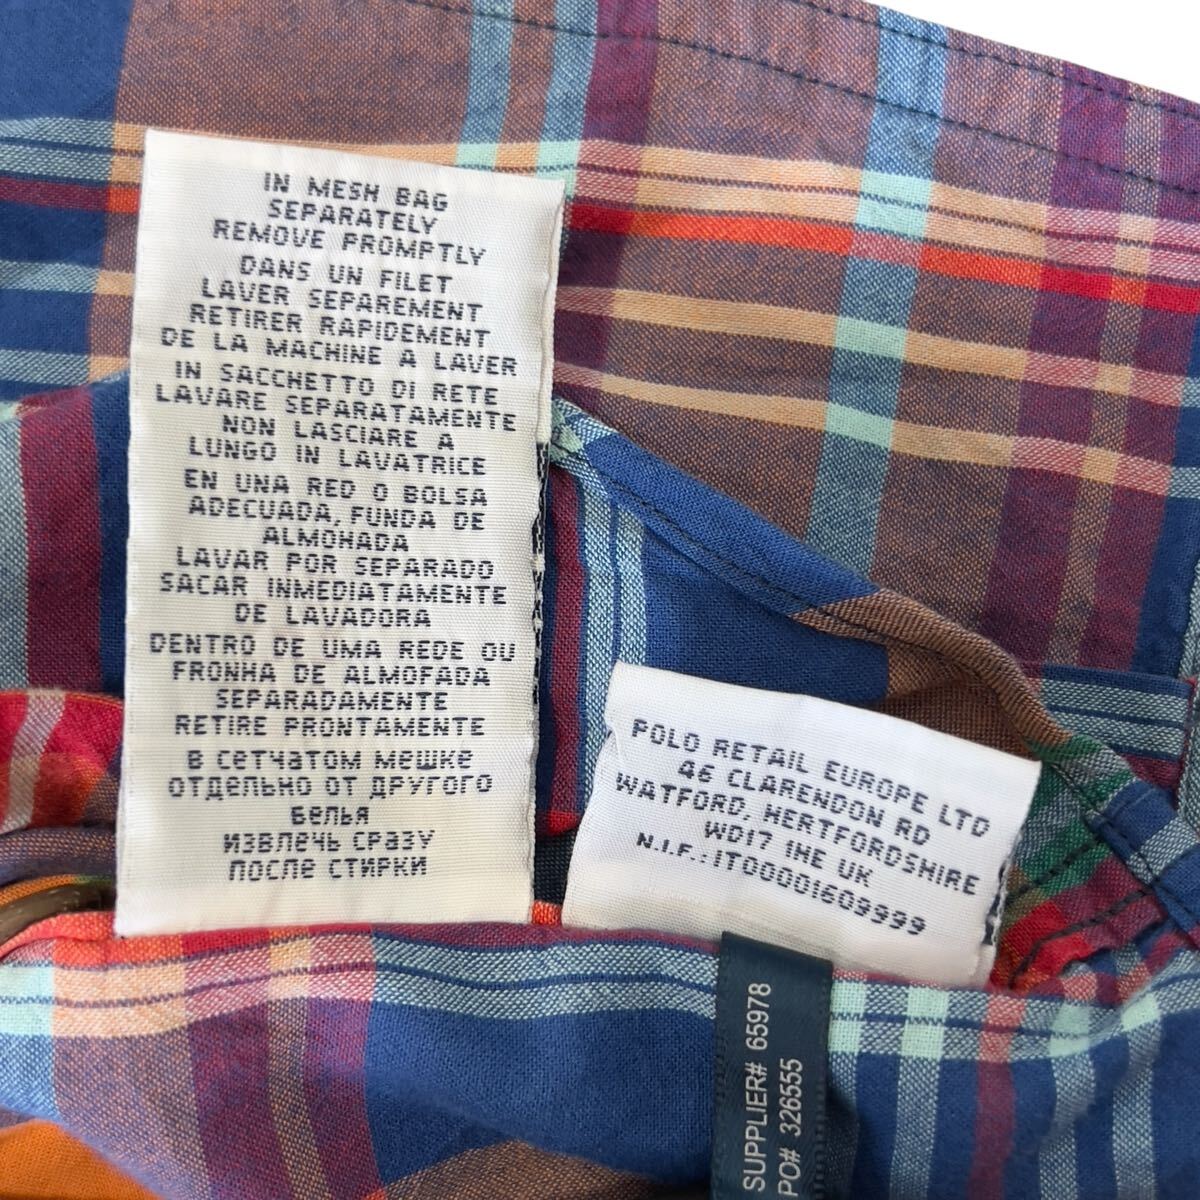 IN MESH BAG
SEPARATELY
REMOVE PROMPTLY
DANS UN FILET
LAVER SEPAREMENT
RETIRER RAPIDEMENT
DE LA MACHINE A LAVER
IN SACCHETTO DI RETE
LAVARE SEPARATAMENTE
NON LASCIARE A
LUNGO IN LAVATRICE
EN UNA RED O BOLSA
ADECUADA, FUNDA DE
ALMOHADA
LAVAR POR SEPARADO
SACAR INMEDIATAMENTE
DE LAVADORA
DENTRO DE UMA REDE OU
FRONHA DE ALMOFADA
SEPARADAMENTE
RETIRE PRONTAMENTE
В СЕТЧАТОМ МЕШКЕ
ОТДЕЛЬНО ОТ ДРУГОГО
БЕЛЬЯ
ИЗВЛЕЧЬ СРАЗУ
ПОСЛЕ СТИРКИ
POLO RETAIL EUROPE LTD
46 CLARENDON RD
WATFORD, HERTFORDSHIRE
WD17 1HE UK
N.I.F.: IT00001609999
SUPPLIER# 65978
PO# 326555